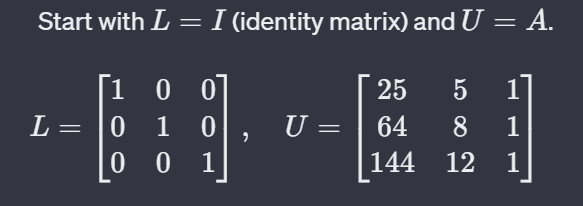 Start with L = I (identity matrix) and U = A.
L = [1 0 0; 0 1 0; 0 0 1], U = [25 5 1; 64 8 1; 144 12 1]